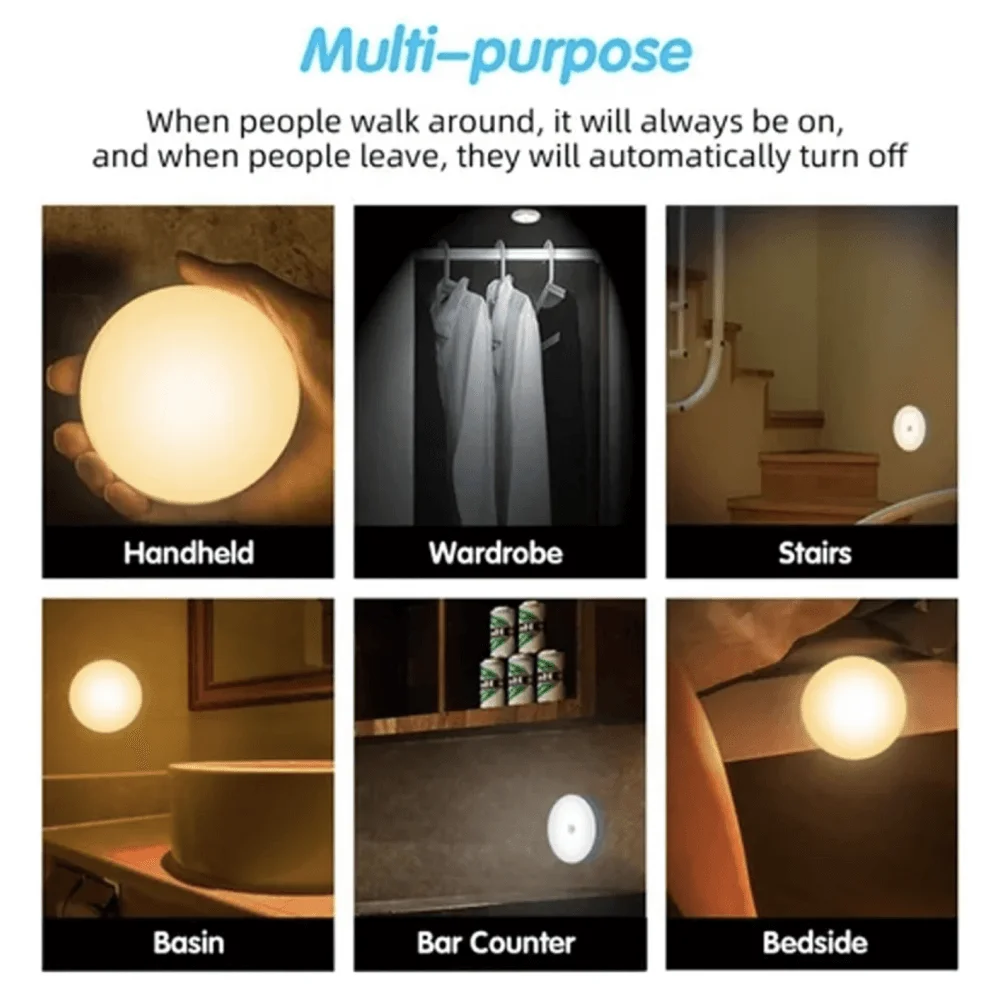 Multi-purpose
When people walk around, it will always be on,
and when people leave, they will automatically turn off
Handheld
Wardrobe
Stairs
Basin
Bar Counter
Bedside